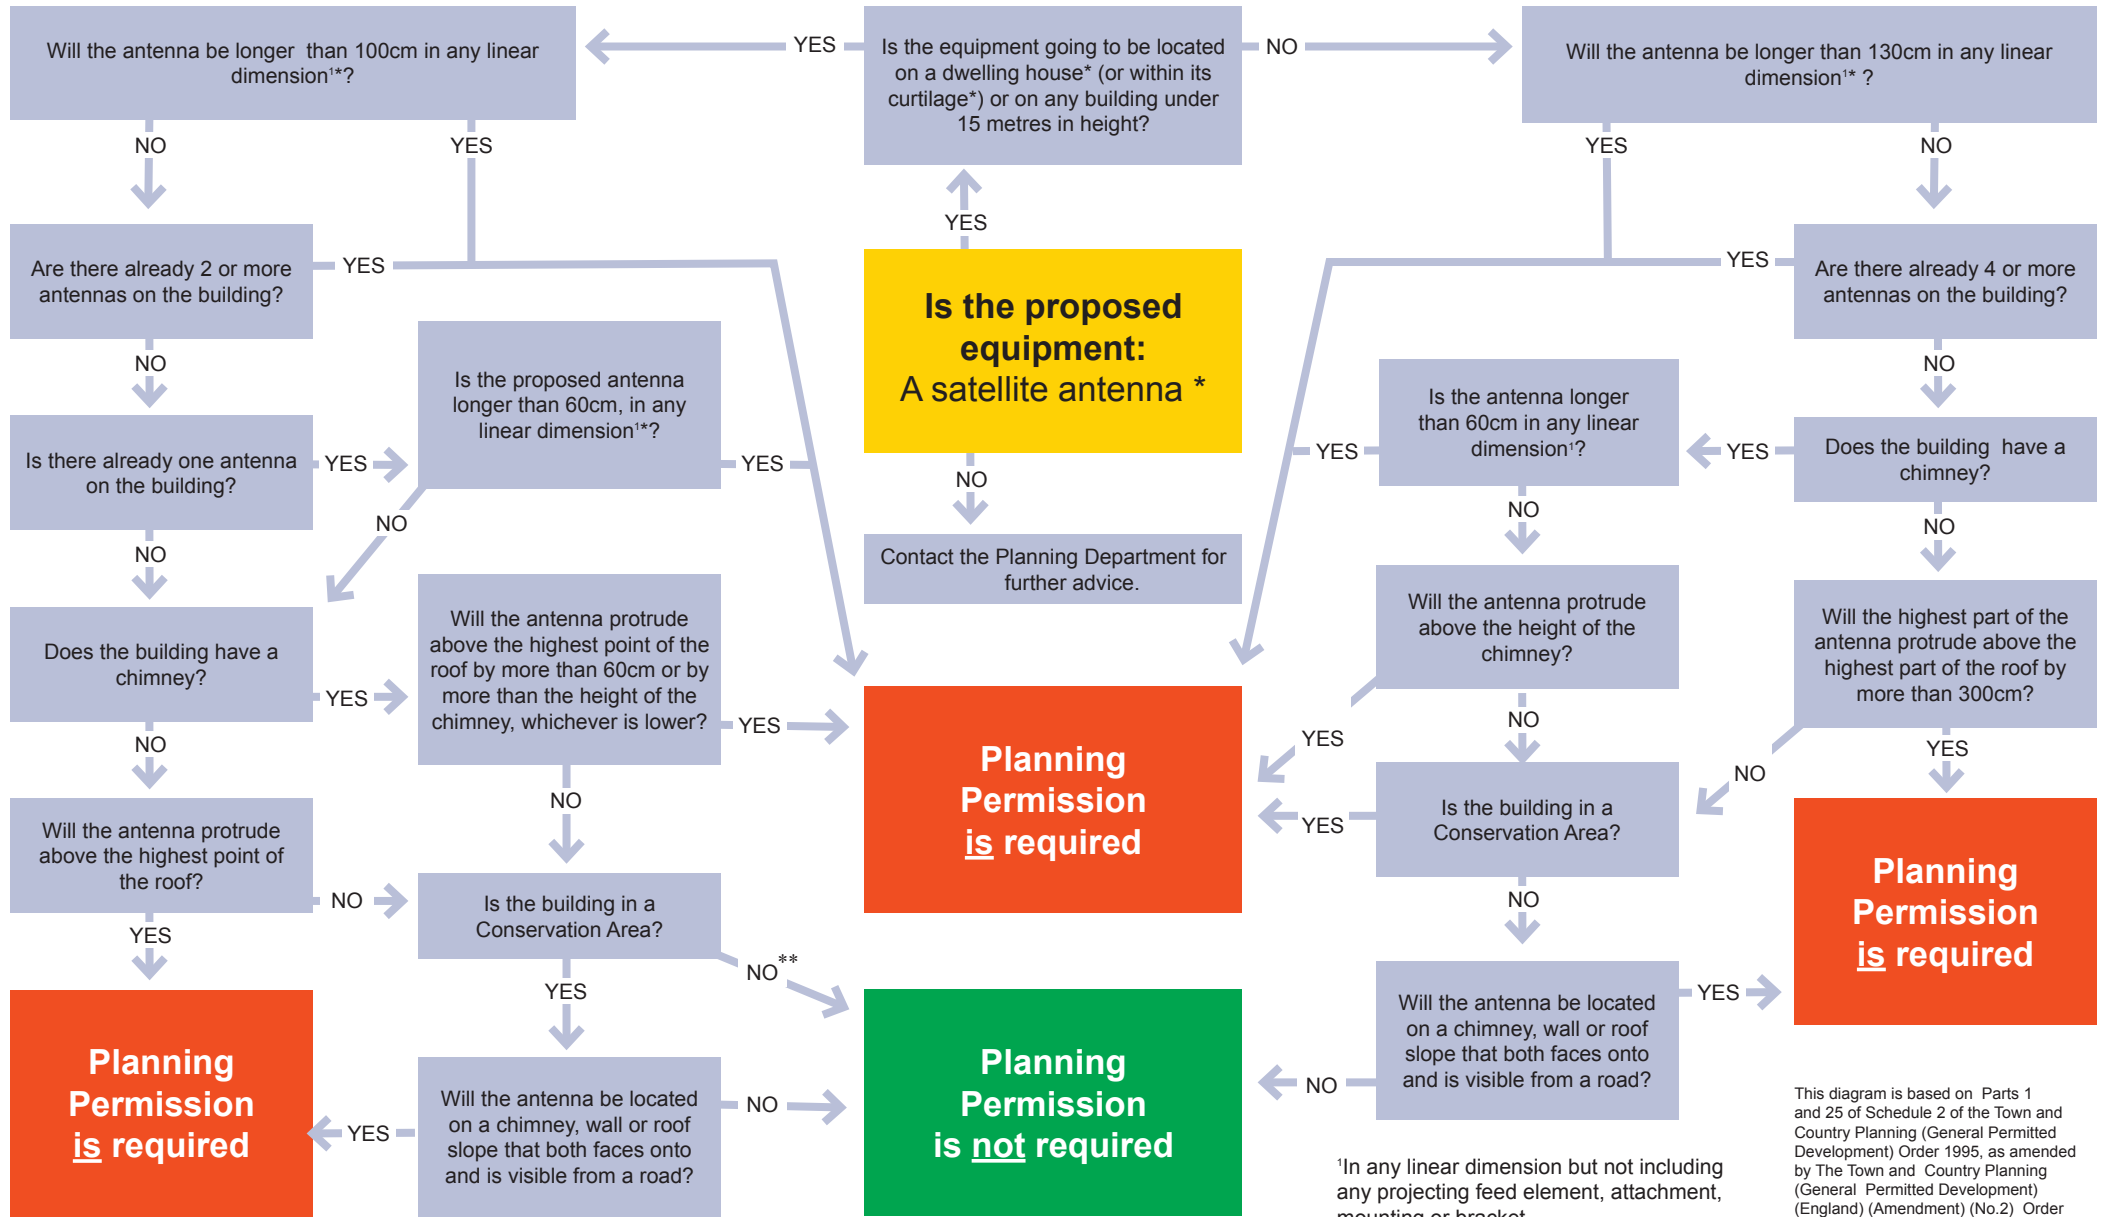 Will the antenna be longer than 100cm in any linear
dimension¹*?
YES
Is the equipment going to be located
on a dwelling house* (or within its
curtilage*) or on any building under
15 metres in height?
NO
Will the antenna be longer than 130cm in any linear
dimension¹* ?
NO
YES
YES
NO
YES
Are there already 2 or more
antennas on the building?
YES
Is the proposed
equipment:
A satellite antenna *
YES
Are there already 4 or more
antennas on the building?
NO
Is the proposed antenna
longer than 60cm, in any
linear dimension¹*?
NO
Is the antenna longer
than 60cm in any linear
dimension¹?
Is there already one antenna
on the building?
YES
YES
YES
YES
Does the building have a
chimney?
NO
NO
NO
NO
NO
Contact the Planning Department for
further advice.
Does the building have a
chimney?
YES
Will the antenna protrude
above the highest point of the
roof by more than 60cm or by
more than the height of the
chimney, whichever is lower?
YES
Will the antenna protrude
above the height of the
chimney?
Will the highest part of the
antenna protrude above the
highest part of the roof by
more than 300cm?
NO
NO
Planning
Permission
is required
YES
NO
NO
YES
Will the antenna protrude
above the highest point of
the roof?
NO
Is the building in a
Conservation Area?
YES
Is the building in a
Conservation Area?
Planning
Permission
is required
YES
YES
NO**
NO
Planning
Permission
is required
YES
Will the antenna be located
on a chimney, wall or roof
slope that both faces onto
and is visible from a road?
NO
Planning
Permission
is not required
NO
Will the antenna be located
on a chimney, wall or roof
slope that both faces onto
and is visible from a road?
YES
¹In any linear dimension but not including
any projecting feed element, attachment,
mounting or bracket
This diagram is based on Parts 1
and 25 of Schedule 2 of the Town and
Country Planning (General Permitted
Development) Order 1995, as amended
by The Town and Country Planning
(General Permitted Development)
(England) (Amendment) (No.2) Order